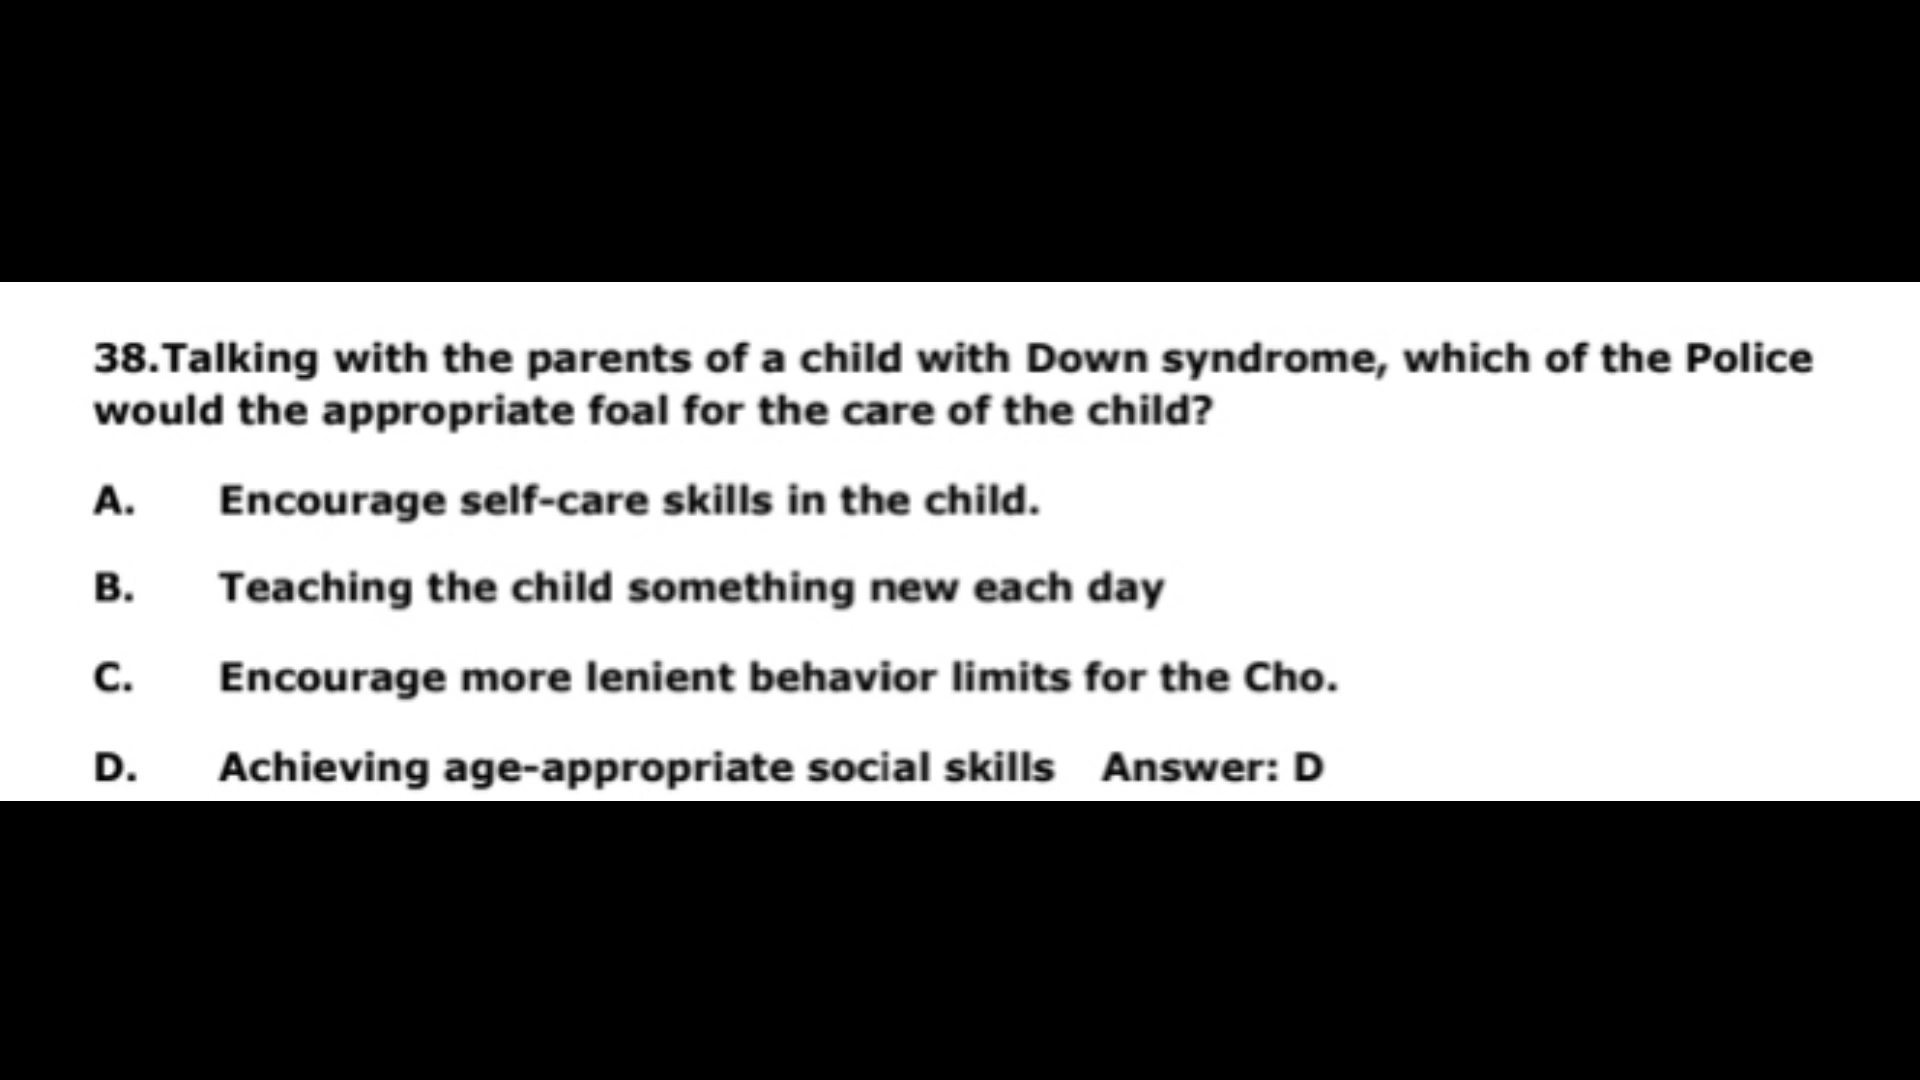 38.Talking with the parents of a child with Down syndrome, which of the Police
would the appropriate foal for the care of the child?
A. Encourage self-care skills in the child.
B. Teaching the child something new each day
C. Encourage more lenient behavior limits for the Cho.
D. Achieving age-appropriate social skills Answer: D